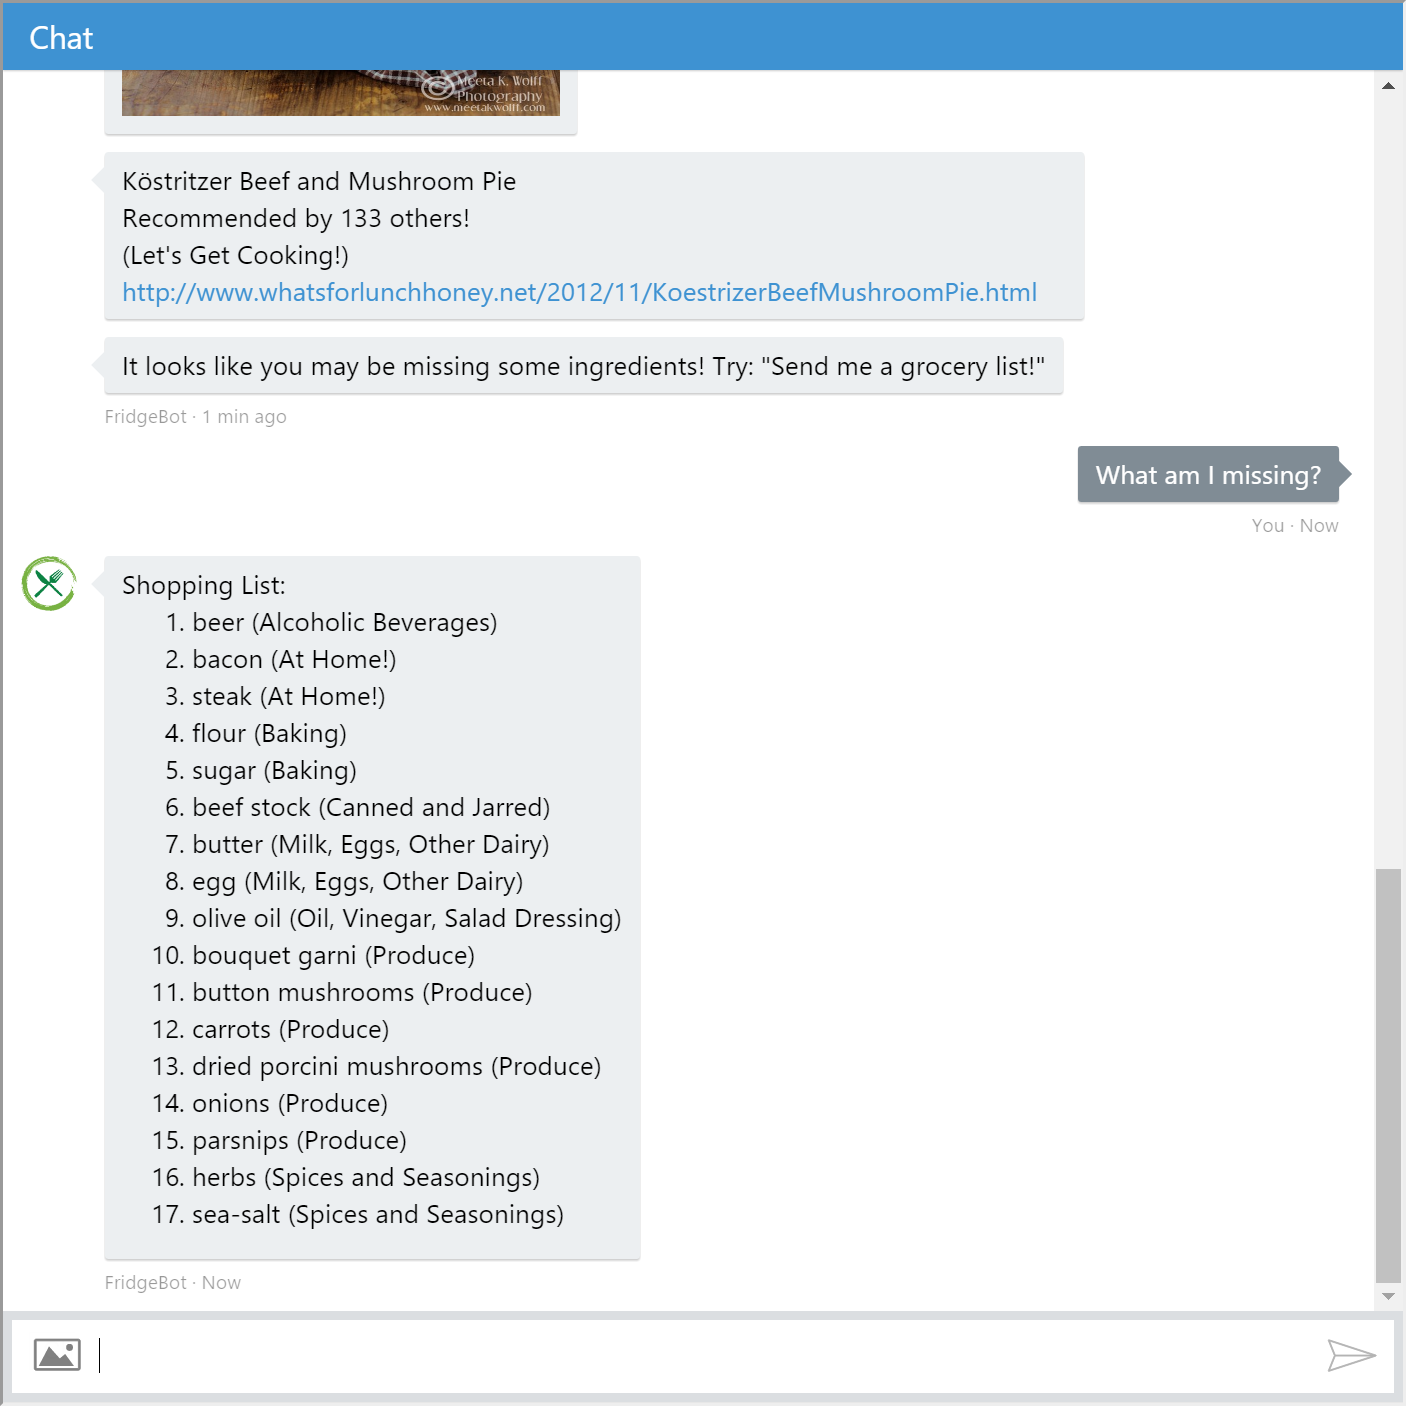 Chat
Meeta K. Wolff
Photography
www.meetakwolff.com
Köstritzer Beef and Mushroom Pie
Recommended by 133 others!
(Let's Get Cooking!)
http://www.whatsforlunchhoney.net/2012/11/KoestrizerBeefMushroomPie.html
It looks like you may be missing some ingredients! Try: "Send me a grocery list!"
FridgeBot · 1 min ago
What am I missing?
You · Now
Shopping List:
1. beer (Alcoholic Beverages)
2. bacon (At Home!)
3. steak (At Home!)
4. flour (Baking)
5. sugar (Baking)
6. beef stock (Canned and Jarred)
7. butter (Milk, Eggs, Other Dairy)
8. egg (Milk, Eggs, Other Dairy)
9. olive oil (Oil, Vinegar, Salad Dressing)
10. bouquet garni (Produce)
11. button mushrooms (Produce)
12. carrots (Produce)
13. dried porcini mushrooms (Produce)
14. onions (Produce)
15. parsnips (Produce)
16. herbs (Spices and Seasonings)
17. sea-salt (Spices and Seasonings)
FridgeBot · Now